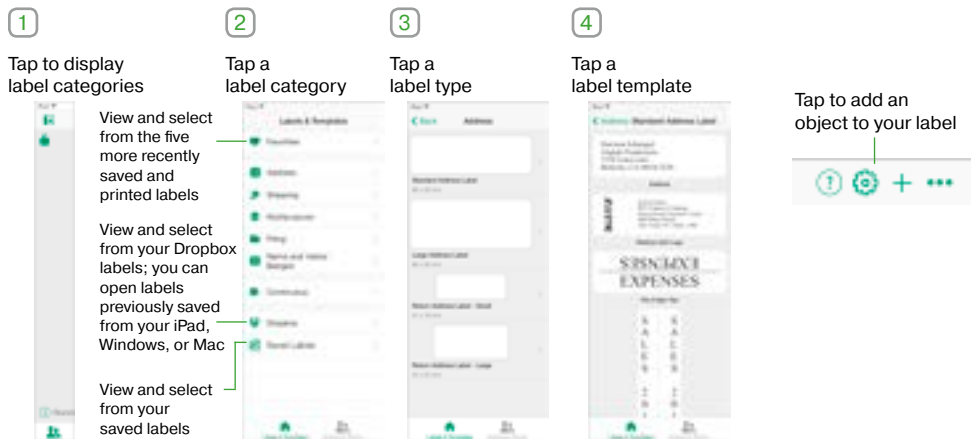 1
Tap to display
label categories
View and select
from the five
more recently
saved and
printed labels
View and select
from your Dropbox
labels; you can
open labels
previously saved
from your iPad,
Windows, or Mac
View and select
from your
saved labels
2
Tap a
label category
Labels & Templates
Favorites
Address
Shipping
Multipurpose
Filing
Name and Visitor
Badges
Continuous
Dropbox
Saved Labels
3
Tap a
label type
Back
Address
Standard Address Label
Large Address Label
Return Address Label - Small
Return Address Label - Large
4
Tap a
label template
Address
Standard Address Label
EXPENSES
EXPENSES
Tap to add an
object to your label
?
+